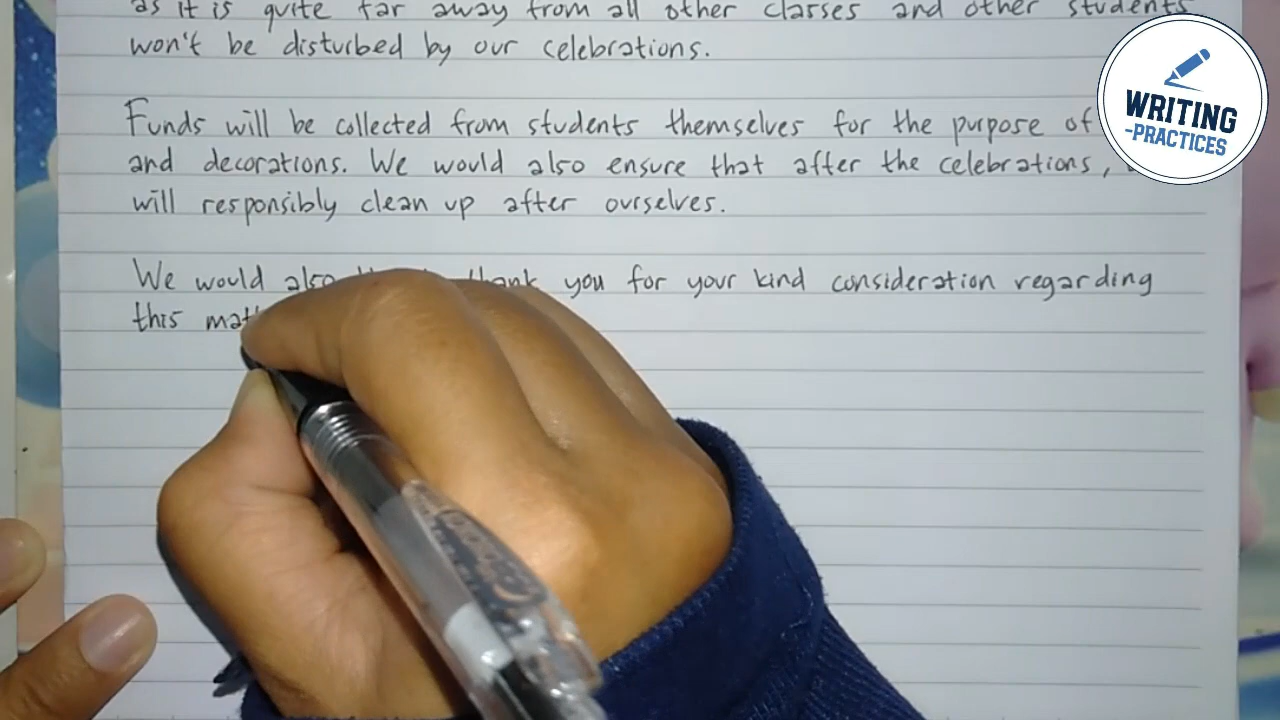 as it is quite far away from all other classes and other students
won't be disturbed by our celebrations.
Funds will be collected from students themselves for the purpose of
and decorations. We would also ensure that after the celebrations,
will responsibly clean up after ourselves.
We would also thank you for your kind consideration regarding
this
WRITING
-PRACTICES